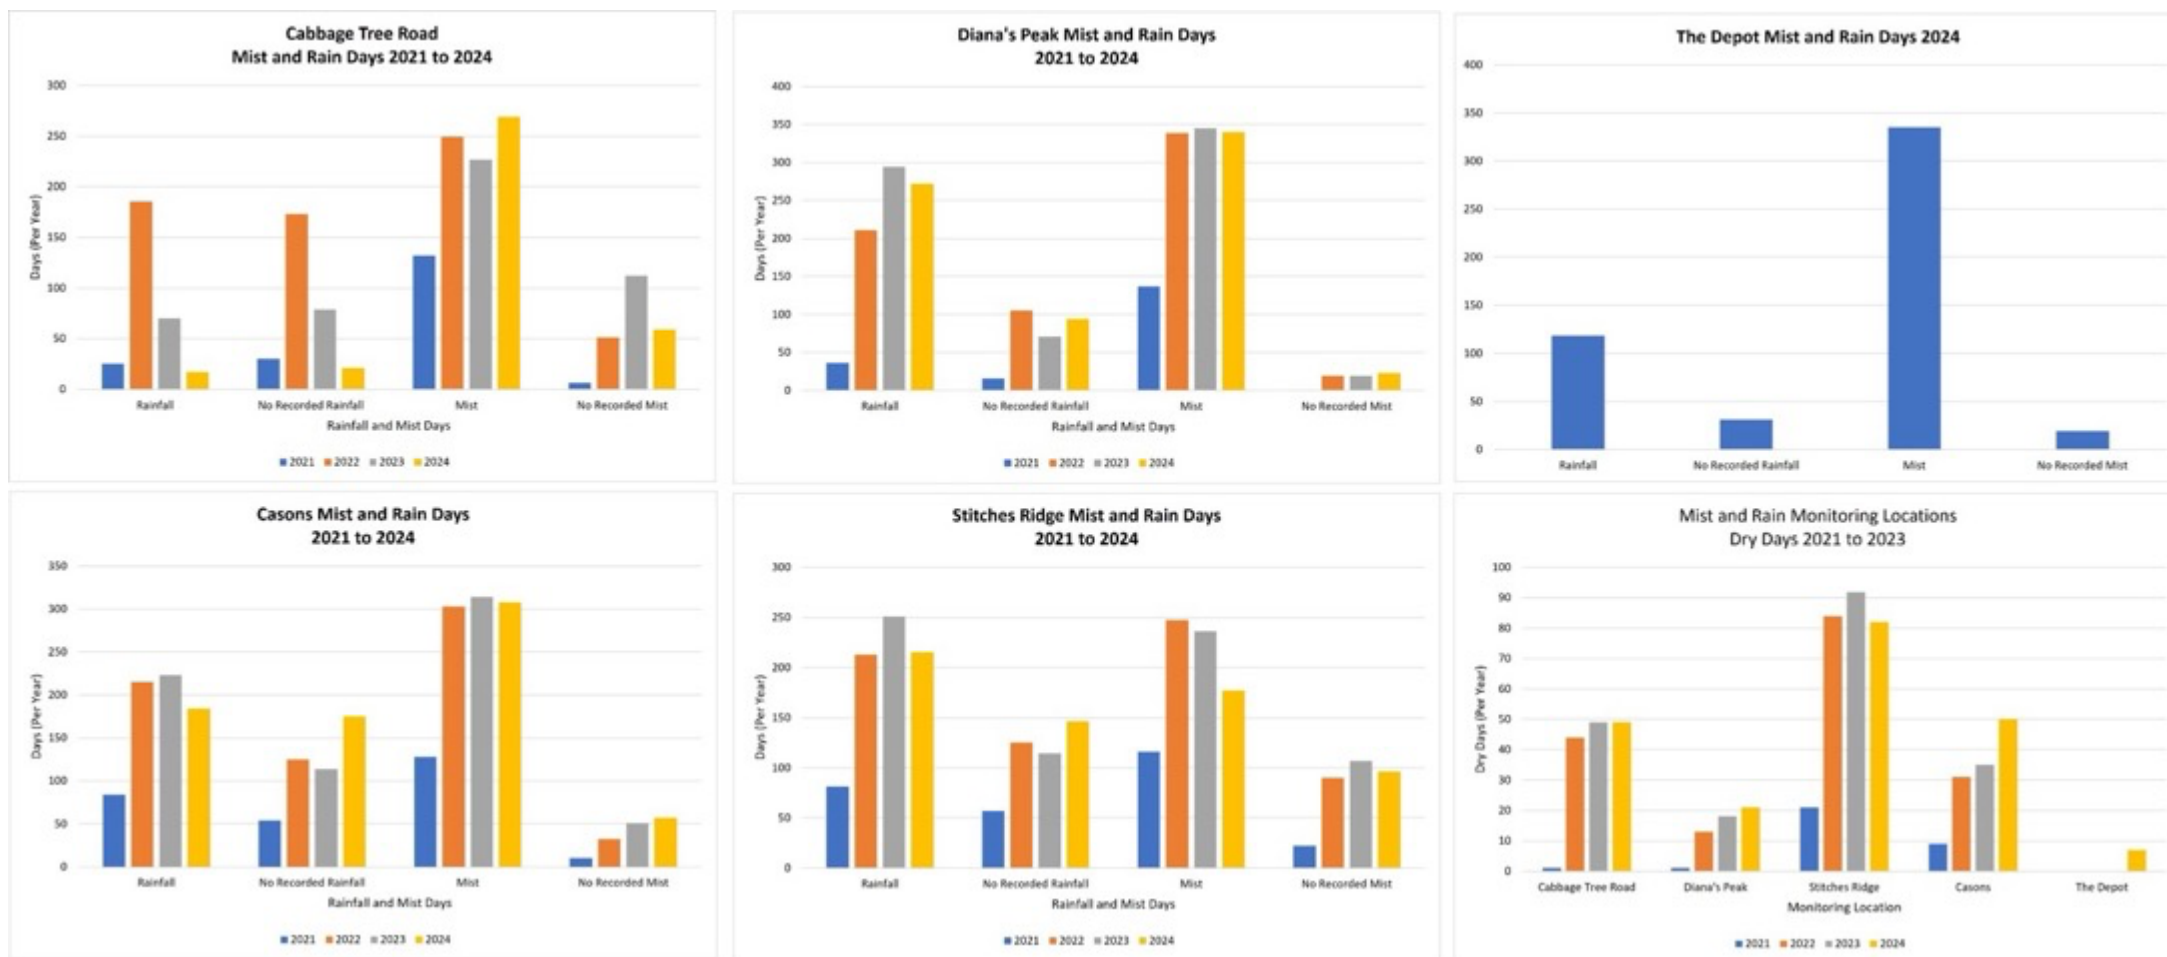 Cabbage Tree Road
Mist and Rain Days 2021 to 2024
300
250
200
150
100
50
0
Days (Per Year)
Rainfall No Recorded Rainfall Mist No Recorded Mist
Rainfall and Mist Days
2021 2022 2023 2024
Diana's Peak Mist and Rain Days
2021 to 2024
400
350
300
250
200
150
100
50
0
Days (Per Year)
Rainfall No Recorded Rainfall Mist No Recorded Mist
Rainfall and Mist Days
2021 2022 2023 2024
The Depot Mist and Rain Days 2024
400
350
300
250
200
150
100
50
0
Rainfall No Recorded Rainfall Mist No Recorded Mist
Casons Mist and Rain Days
2021 to 2024
350
300
250
200
150
100
50
0
Days (Per Year)
Rainfall No Recorded Rainfall Mist No Recorded Mist
Rainfall and Mist Days
2021 2022 2023 2024
Stitches Ridge Mist and Rain Days
2021 to 2024
300
250
200
150
100
50
0
Days (Per Year)
Rainfall No Recorded Rainfall Mist No Recorded Mist
Rainfall and Mist Days
2021 2022 2023 2024
Mist and Rain Monitoring Locations
Dry Days 2021 to 2023
100
90
80
70
60
50
40
30
20
10
0
Dry Days (Per Year)
Cabbage Tree Road Diana's Peak Stitches Ridge Casons The Depot
Monitoring Location
2021 2022 2023 2024